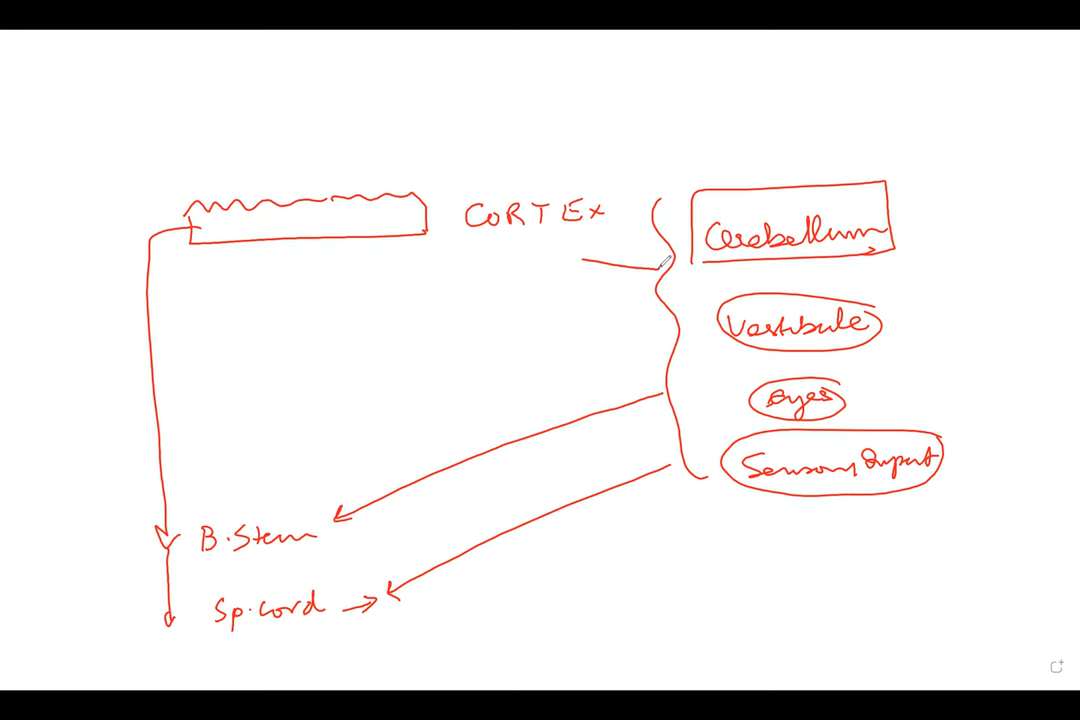 CORTEX
Cerebellum
Vestibule
Eyes
Sensory Input
B.Stem
Sp.cord